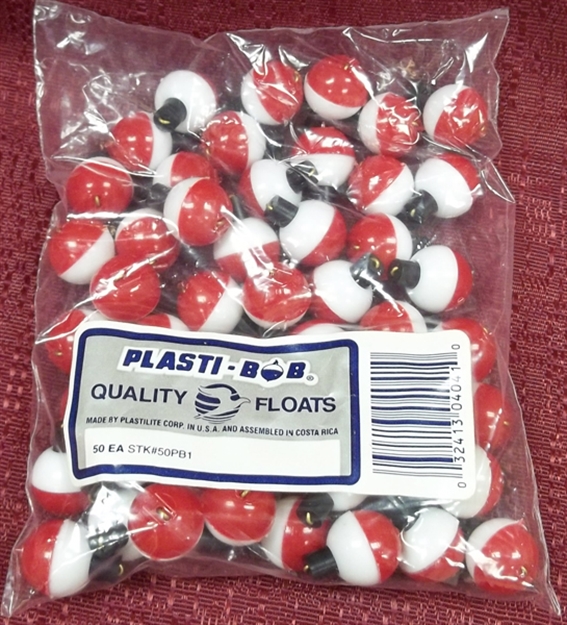 PLASTI-BOB®
QUALITY FLOATS
MADE BY PLASTILITE CORP. IN U.S.A. AND ASSEMBLED IN COSTA RICA
50 EA STK#50PB1
0 32413 04041 0